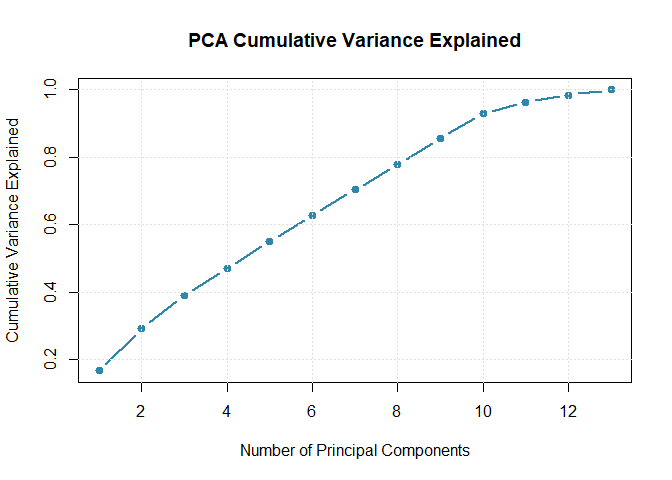 PCA Cumulative Variance Explained
Cumulative Variance Explained
1.0
0.8
0.6
0.4
0.2
2 4 6 8 10 12
Number of Principal Components